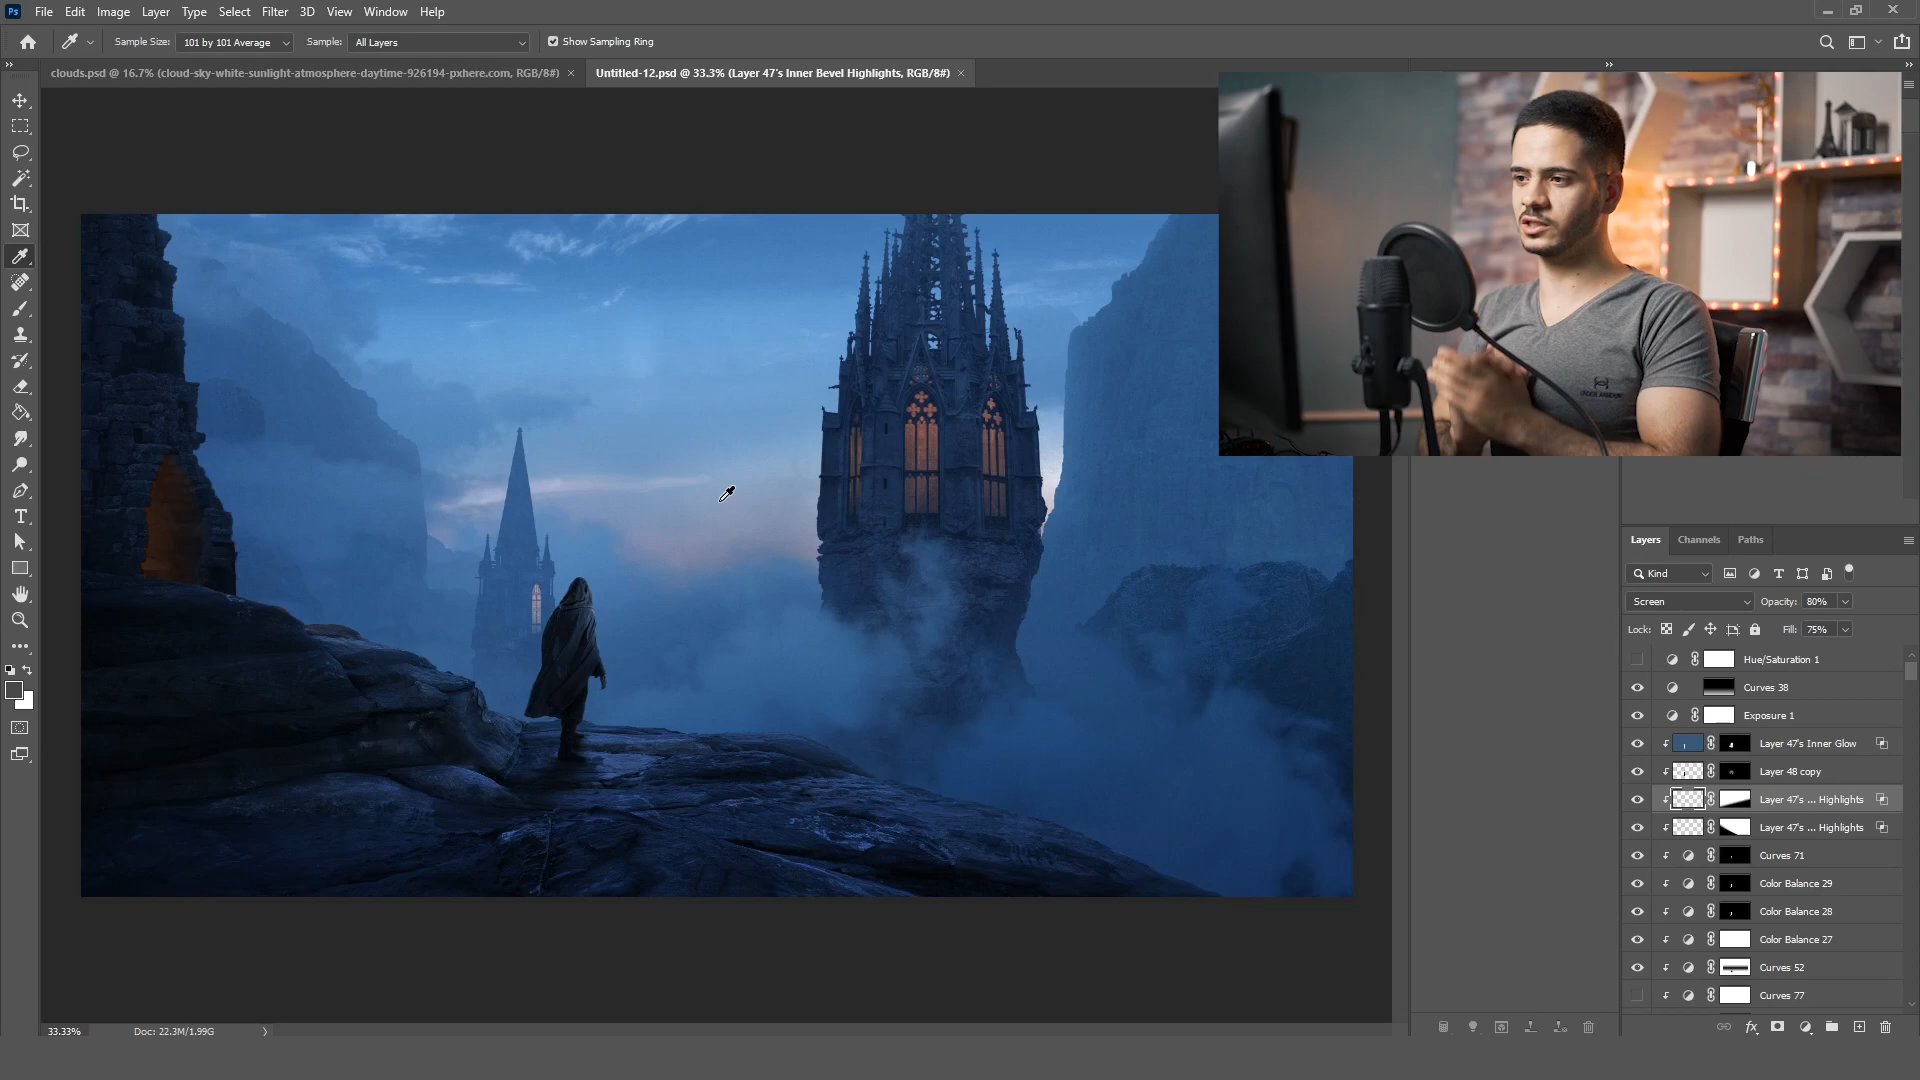 Ps File Edit Image Layer Type Select Filter 3D View Window Help
Sample Size: 101 by 101 Average Sample: All Layers Show Sampling Ring
clouds.psd @ 16.7% (cloud-sky-white-sunlight-atmosphere-daytime-926194-pxhere.com, RGB/8#) × Untitled-12.psd @ 33.3% (Layer 47's Inner Bevel Highlights, RGB/8#) ×
UNDER ARMOUR
Layers Channels Paths
Kind
Screen Opacity: 80%
Lock: Fill: 75%
Hue/Saturation 1
Curves 38
Exposure 1
Layer 47's Inner Glow
Layer 48 copy
Layer 47's ... Highlights
Layer 47's ... Highlights
Curves 71
Color Balance 29
Color Balance 28
Color Balance 27
Curves 52
Curves 77
33.33% Doc: 22.3M/1.99G
fx